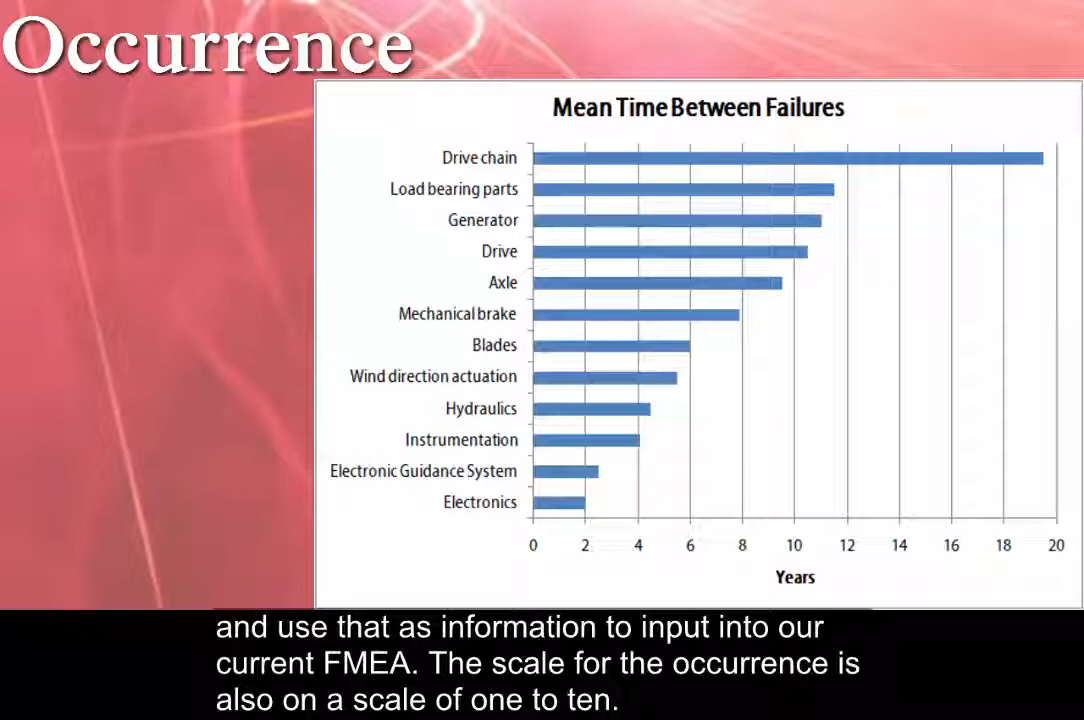 Occurrence
Mean Time Between Failures
Drive chain
Load bearing parts
Generator
Drive
Axle
Mechanical brake
Blades
Wind direction actuation
Hydraulics
Instrumentation
Electronic Guidance System
Electronics
0 2 4 6 8 10 12 14 16 18 20
Years
and use that as information to input into our
current FMEA. The scale for the occurrence is
also on a scale of one to ten.